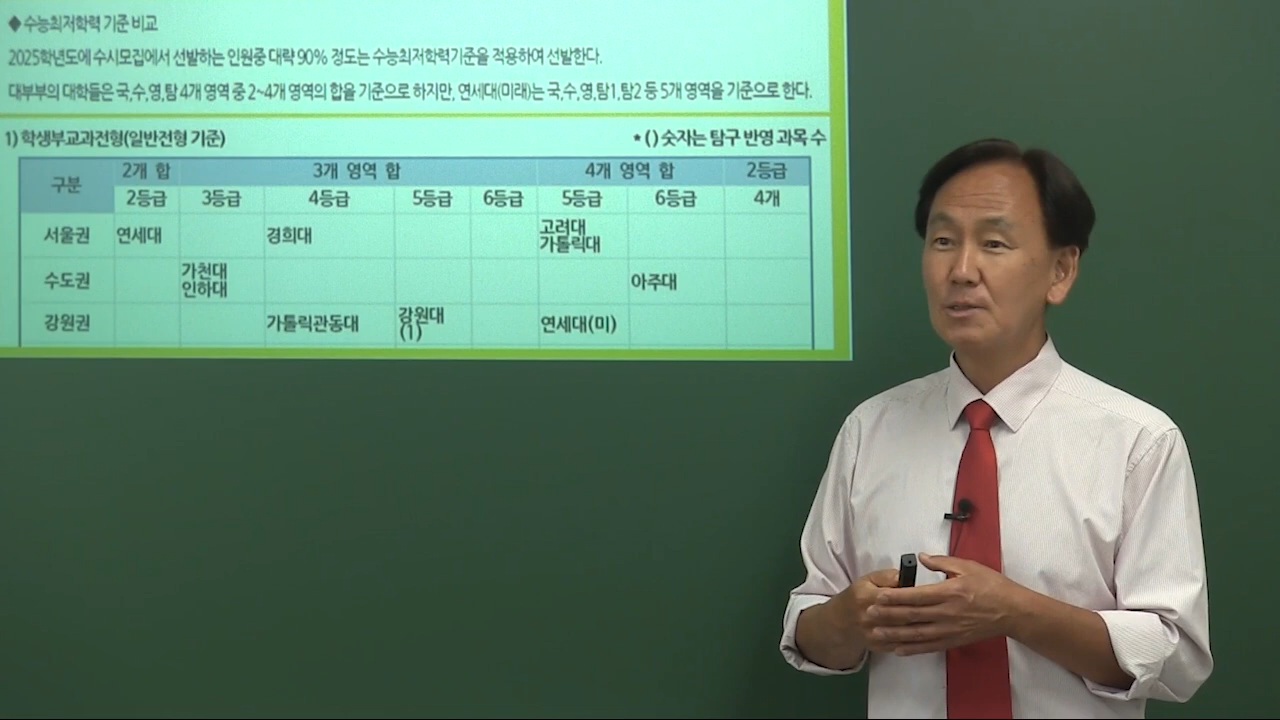 ◆ 수능최저학력 기준 비교
2025학년도에 수시모집에서 선발하는 인원중 대략 90% 정도는 수능최저학력기준을 적용하여 선발한다.
대부부의 대학들은 국,수,영,탐 4개 영역 중 2~4개 영역의 합을 기준으로 하지만, 연세대(미래)는 국,수,영,탐1,탐2 등 5개 영역을 기준으로 한다.
1) 학생부교과전형(일반전형 기준) * ( ) 숫자는 탐구 반영 과목 수
구분 2개 합 3개 영역 합 4개 영역 합 2등급
2등급 3등급 4등급 5등급 6등급 5등급 6등급 4개
서울권 연세대 경희대 고려대
가톨릭대
수도권 가천대
인하대 아주대
강원권 가톨릭관동대 강원대
(1) 연세대(미)